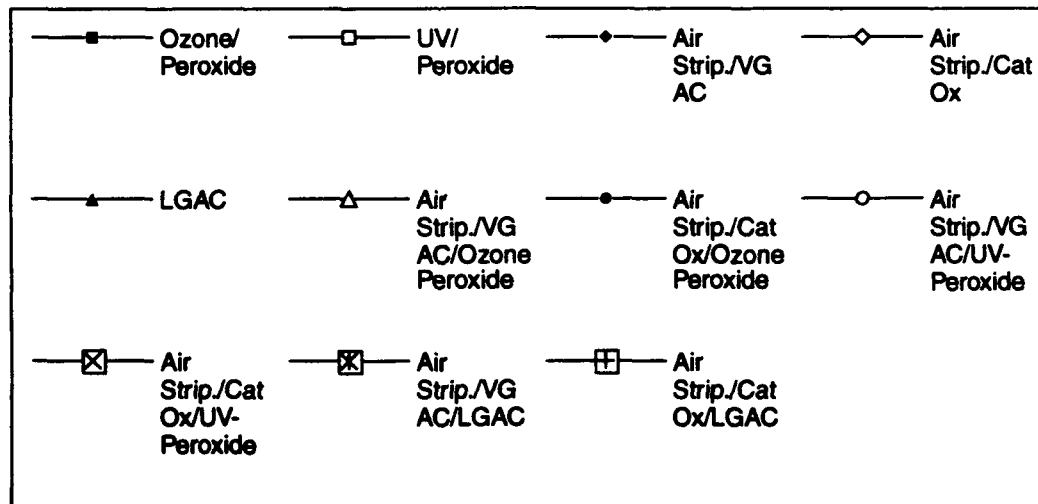 Ozone/
Peroxide
UV/
Peroxide
Air
Strip./VG
AC
Air
Strip./Cat
Ox
LGAC
Air
Strip./VG
AC/Ozone
Peroxide
Air
Strip./Cat
Ox/Ozone
Peroxide
Air
Strip./VG
AC/UV-
Peroxide
Air
Strip./Cat
Ox/UV-
Peroxide
Air
Strip./VG
AC/LGAC
Air
Strip./Cat
Ox/LGAC